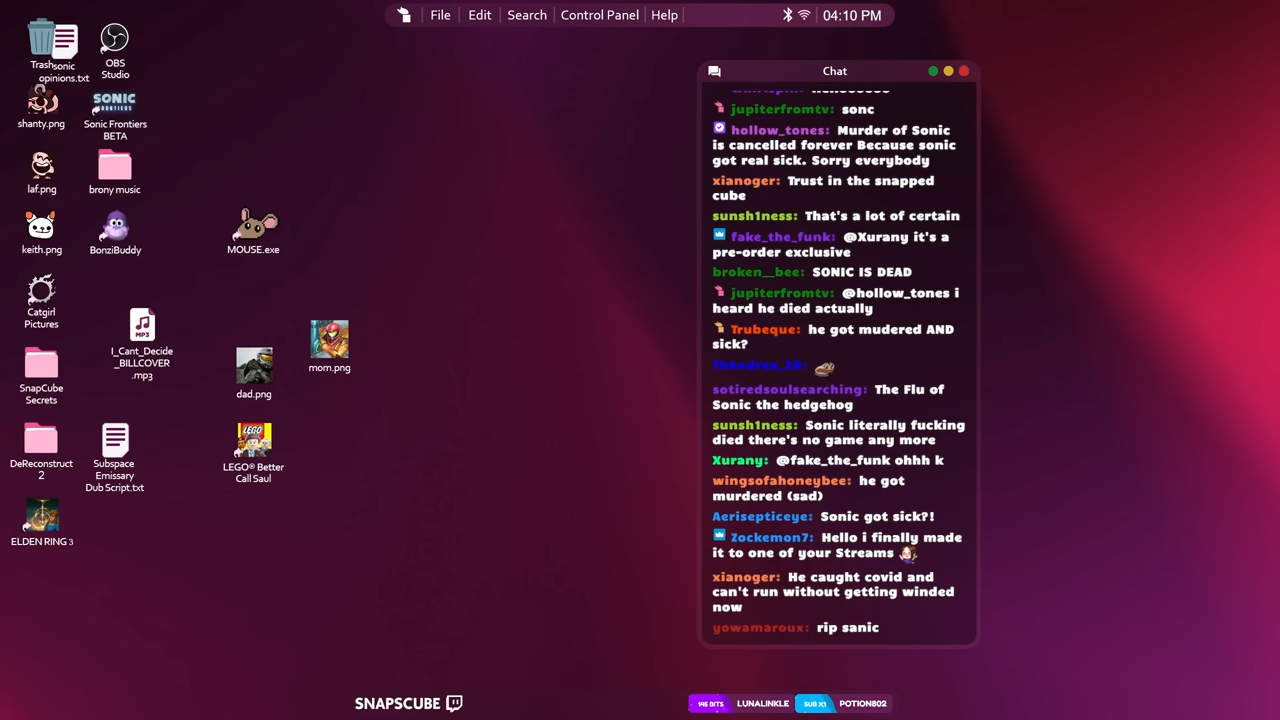 File Edit Search Control Panel Help 04:10 PM
Trash
sonic
opinions.txt
OBS
Studio
shanty.png
SONIC
FRONTIERS
Sonic Frontiers
BETA
laf.png
brony music
keith.png
BonziBuddy
MOUSE.exe
Catgirl
Pictures
MP3
I_Cant_Decide
_BILLCOVER
.mp3
mom.png
SnapCube
Secrets
dad.png
DeReconstruct
2
Subspace
Emissary
Dub Script.txt
LEGO
LEGO® Better
Call Saul
ELDEN RING 3
Chat
jupiterfromtv: sonc
hollow_tones: Murder of Sonic
is cancelled forever Because sonic
got real sick. Sorry everybody
xianoger: Trust in the snapped
cube
sunsh1ness: That's a lot of certain
fake_the_funk: @Xurany it's a
pre-order exclusive
broken__bee: SONIC IS DEAD
jupiterfromtv: @hollow_tones i
heard he died actually
Trubeque: he got mudered AND
sick?
sotiredsoulsearching: The Flu of
Sonic the hedgehog
sunsh1ness: Sonic literally fucking
died there's no game any more
Xurany: @fake_the_funk ohhh k
wingsofahoneybee: he got
murdered (sad)
Aerisepticeye: Sonic got sick?!
Zockemon7: Hello i finally made
it to one of your Streams
xianoger: He caught covid and
can't run without getting winded
now
yowamaroux: rip sanic
SNAPSCUBE
145 BITS LUNALINKLE SUB X3 POTION802